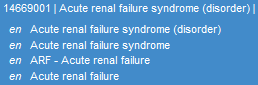 14669001 | Acute renal failure syndrome (disorder) |
en Acute renal failure syndrome (disorder)
en Acute renal failure syndrome
en ARF - Acute renal failure
en Acute renal failure